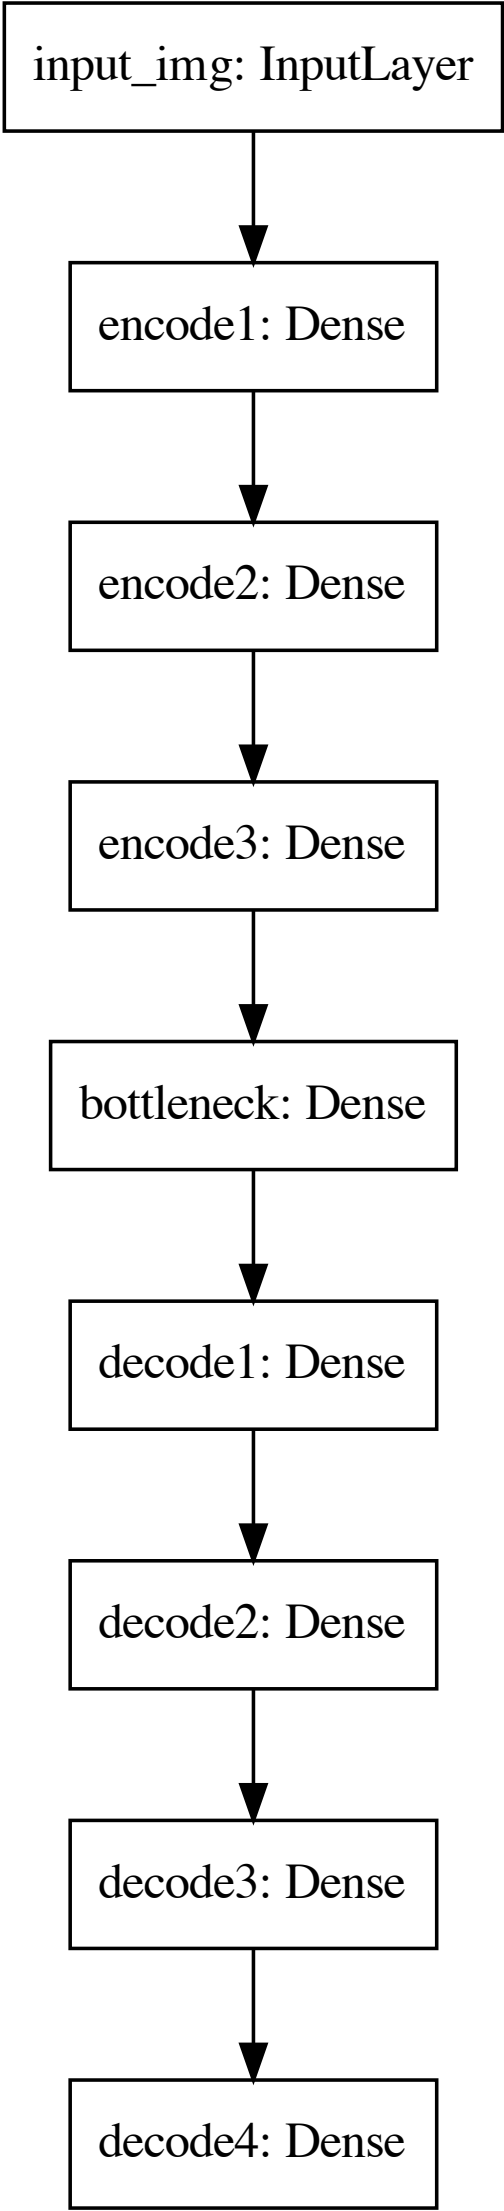 input_img: InputLayer
encode1: Dense
encode2: Dense
encode3: Dense
bottleneck: Dense
decode1: Dense
decode2: Dense
decode3: Dense
decode4: Dense